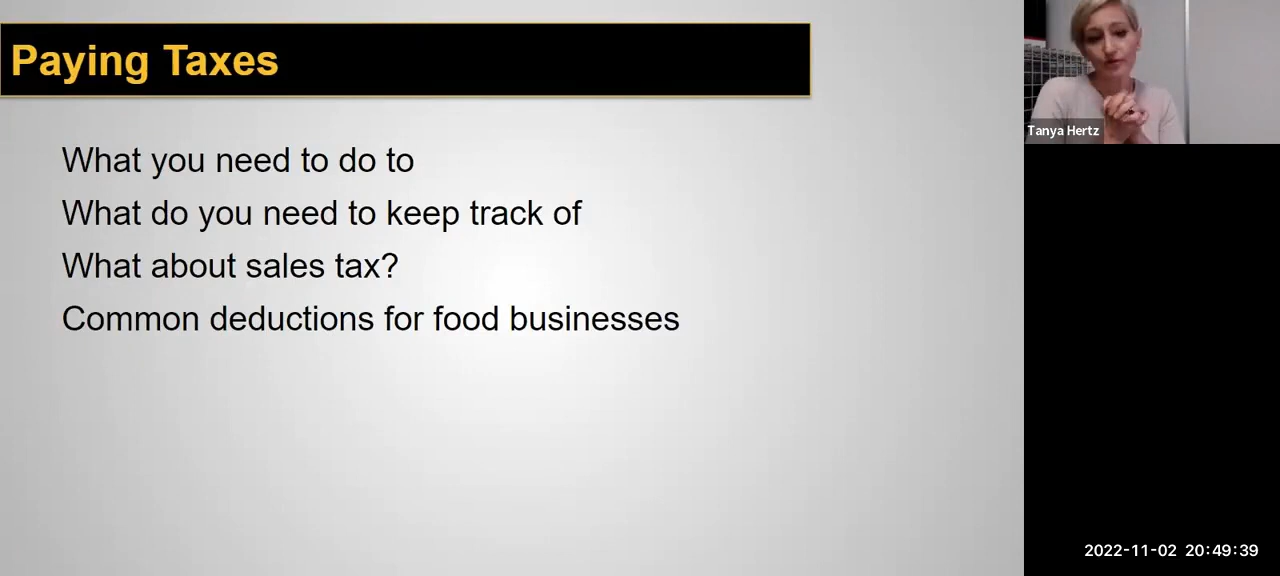 Paying Taxes
What you need to do to
What do you need to keep track of
What about sales tax?
Common deductions for food businesses
Tanya Hertz
2022-11-02 20:49:39